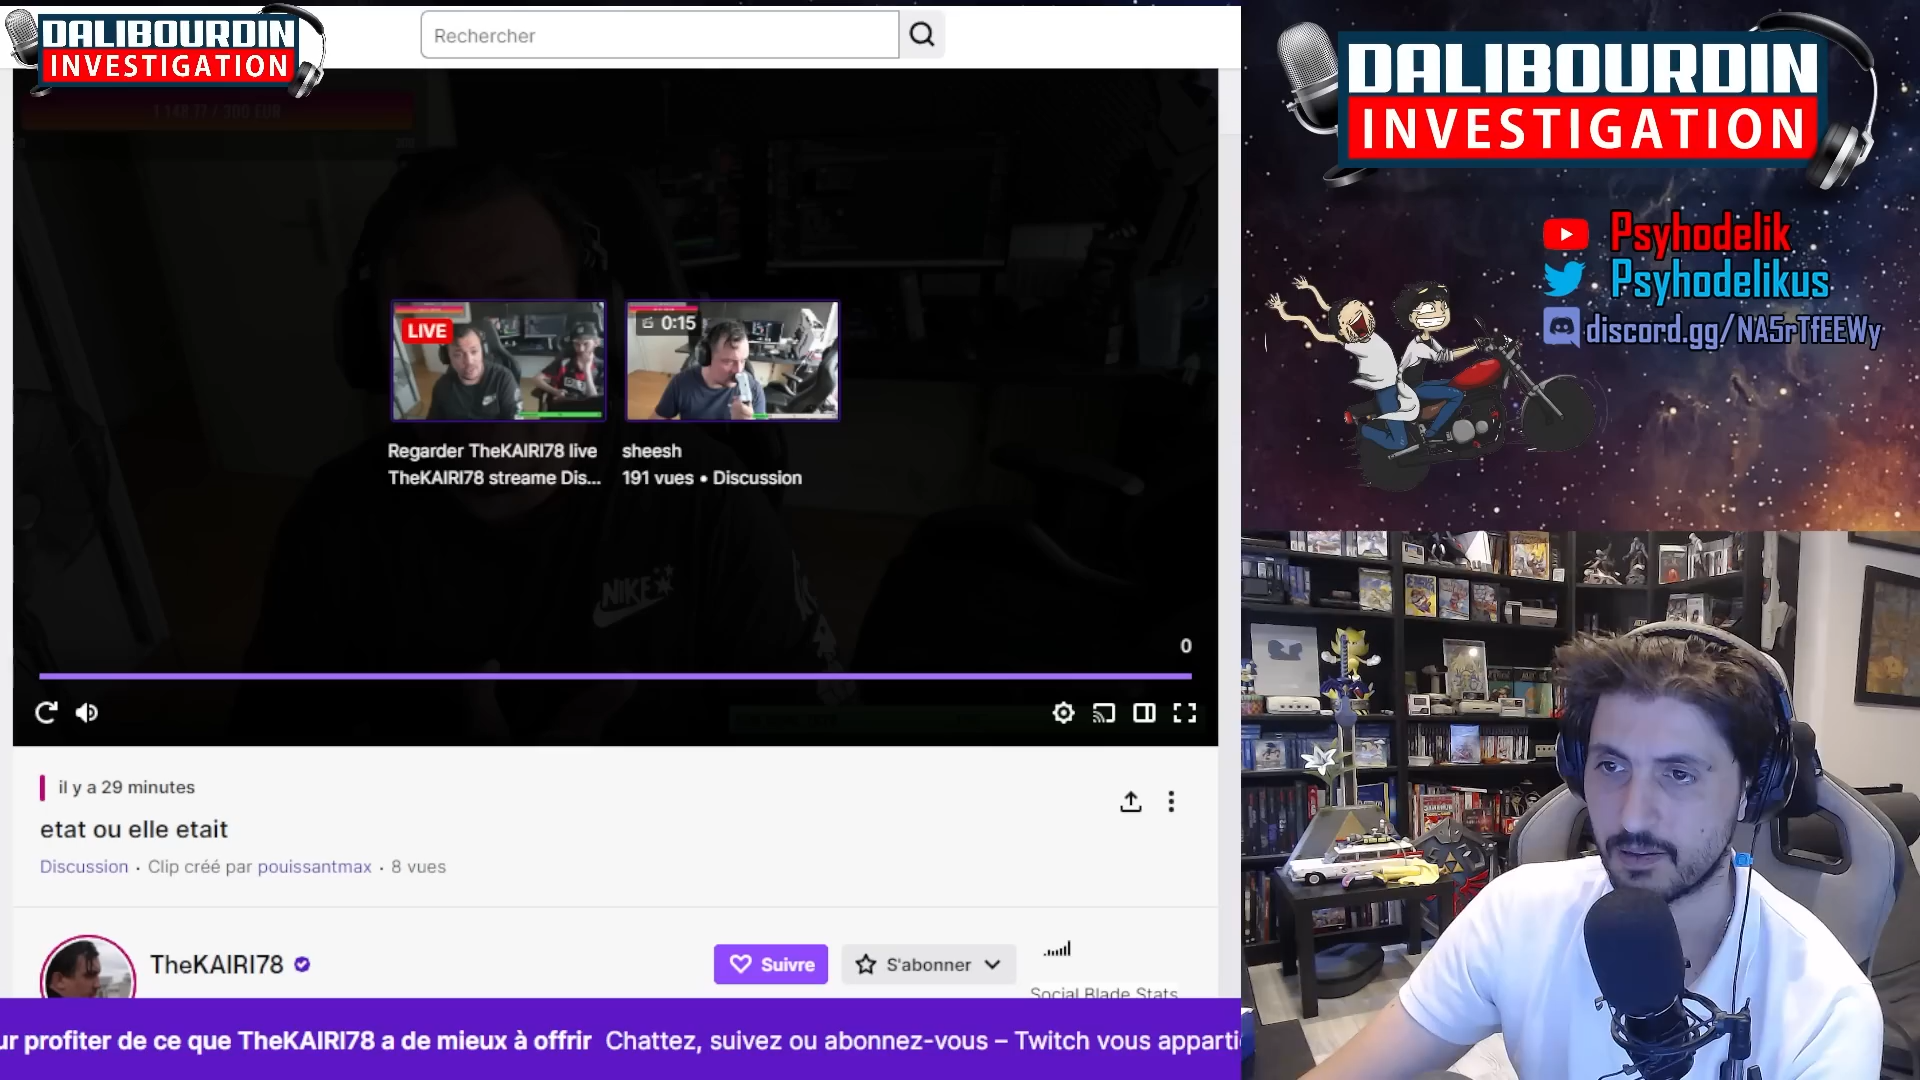 DALIBOURDIN
INVESTIGATION
Rechercher
LIVE
0:15
Regarder TheKAIRI78 live
TheKAIRI78 streame Dis...
sheesh
191 vues • Discussion
NIKE
0
il y a 29 minutes
etat ou elle etait
Discussion · Clip créé par pouissantmax · 8 vues
TheKAIRI78
Suivre
S'abonner
Social Blade Stats
ur profiter de ce que TheKAIRI78 a de mieux à offrir Chattez, suivez ou abonnez-vous – Twitch vous apparti
DALIBOURDIN
INVESTIGATION
Psyhodelik
Psyhodelikus
discord.gg/NA5rTfEEWy